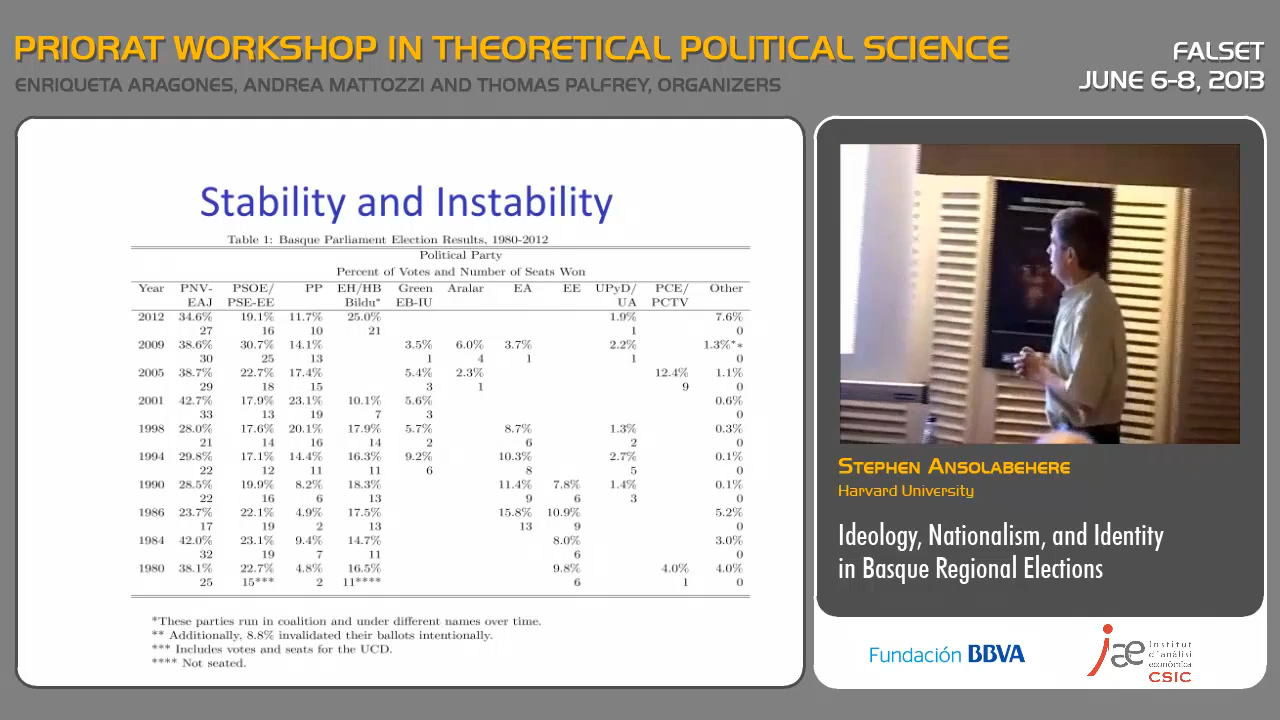 PRIORAT WORKSHOP IN THEORETICAL POLITICAL SCIENCE
ENRIQUETA ARAGONES, ANDREA MATTOZZI AND THOMAS PALFREY, ORGANIZERS
FALSET
JUNE 6-8, 2013
Stability and Instability
Table 1: Basque Parliament Election Results, 1980-2012
Political Party
Percent of Votes and Number of Seats Won
Year PNV- PSOE/ PP EH/HB Green Aralar EA EE UPyD/ PCE/ Other
EAJ PSE-EE Bildu* EB-IU UA PCTV
2012 34.6% 19.1% 11.7% 25.0% 1.9% 7.6%
27 16 10 21 1 0
2009 38.6% 30.7% 14.1% 3.5% 6.0% 3.7% 2.2% 1.3%**
30 25 13 1 4 1 1 0
2005 38.7% 22.7% 17.4% 5.4% 2.3% 12.4% 1.1%
29 18 15 3 1 9 0
2001 42.7% 17.9% 23.1% 10.1% 5.6% 0.6%
33 13 19 7 3 0
1998 28.0% 17.6% 20.1% 17.9% 5.7% 8.7% 1.3% 0.3%
21 14 16 14 2 6 2 0
1994 29.8% 17.1% 14.4% 16.3% 9.2% 10.3% 2.7% 0.1%
22 12 11 11 6 8 5 0
1990 28.5% 19.9% 8.2% 18.3% 11.4% 7.8% 1.4% 0.1%
22 16 6 13 9 6 3 0
1986 23.7% 22.1% 4.9% 17.5% 15.8% 10.9% 5.2%
17 19 2 13 13 9 0
1984 42.0% 23.1% 9.4% 14.7% 8.0% 3.0%
32 19 7 11 6 0
1980 38.1% 22.7% 4.8% 16.5% 9.8% 4.0% 4.0%
25 15*** 2 11**** 6 1 0
*These parties run in coalition and under different names over time.
** Additionally, 8.8% invalidated their ballots intentionally.
*** Includes votes and seats for the UCD.
**** Not seated.
Stephen Ansolabehere
Harvard University
Ideology, Nationalism, and Identity
in Basque Regional Elections
Fundación BBVA
iae Institut
d'anàlisi
econòmica
CSIC